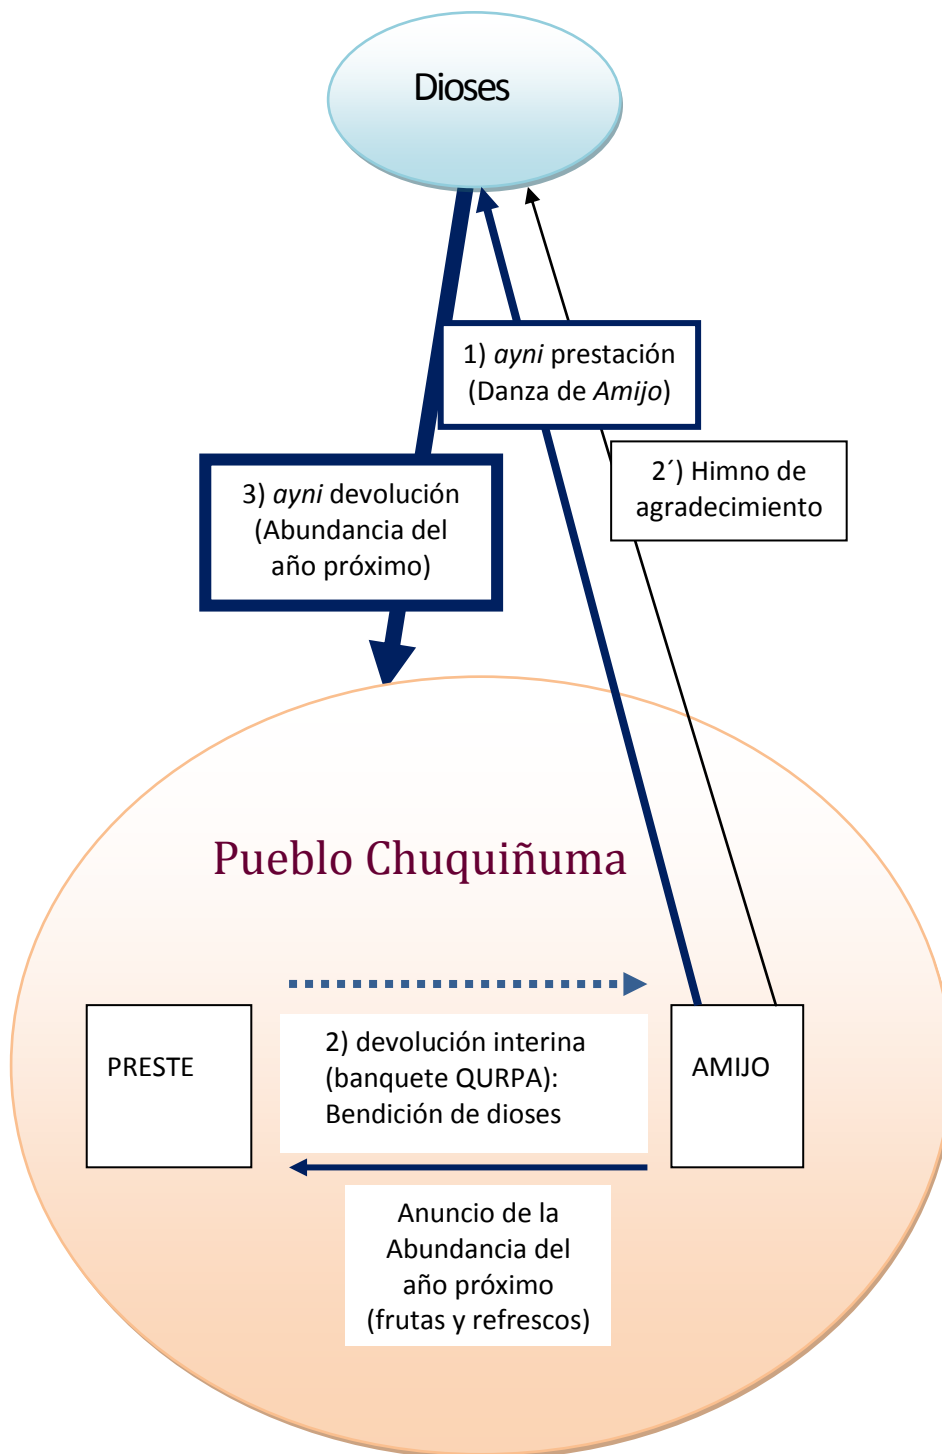 Dioses
1) ayni prestación
(Danza de Amijo)
2´) Himno de
agradecimiento
3) ayni devolución
(Abundancia del
año próximo)
Pueblo Chuquiñuma
PRESTE
2) devolución interina
(banquete QURPA):
Bendición de dioses
AMIJO
Anuncio de la
Abundancia del
año próximo
(frutas y refrescos)